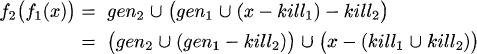 f₂(f₁(x)) = gen₂ ∪ (gen₁ ∪ (x − kill₁) − kill₂)
= (gen₂ ∪ (gen₁ − kill₂)) ∪ (x − (kill₁ ∪ kill₂))